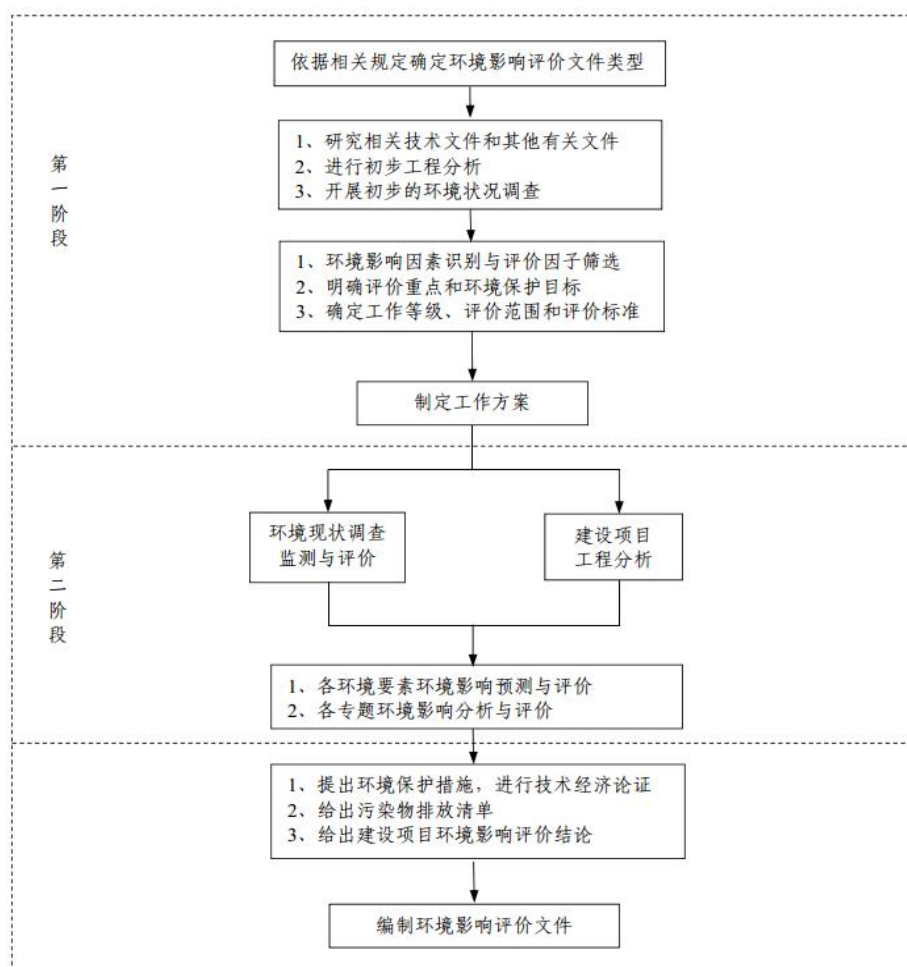 依据相关规定确定环境影响评价文件类型
1、研究相关技术文件和其他有关文件
2、进行初步工程分析
3、开展初步的环境状况调查
第一阶段
1、环境影响因素识别与评价因子筛选
2、明确评价重点和环境保护目标
3、确定工作等级、评价范围和评价标准
制定工作方案
环境现状调查
监测与评价
建设项目
工程分析
第二阶段
1、各环境要素环境影响预测与评价
2、各专题环境影响分析与评价
1、提出环境保护措施，进行技术经济论证
2、给出污染物排放清单
3、给出建设项目环境影响评价结论
编制环境影响评价文件